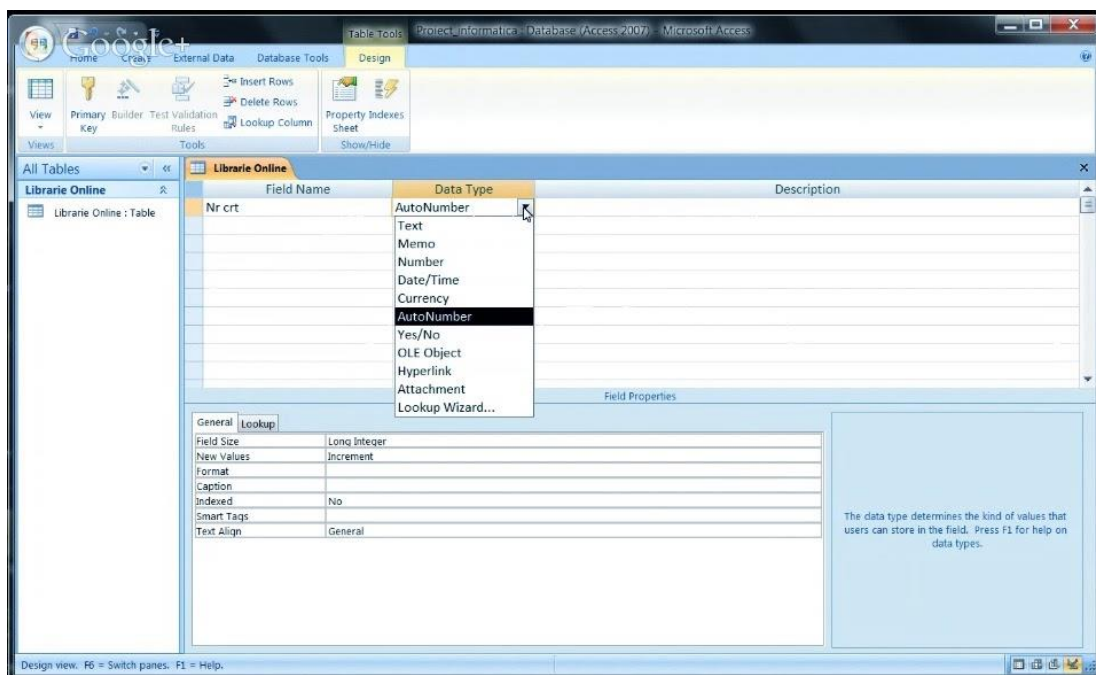 Google+
Table Tools
Proiect_informatica - Database (Access 2007) - Microsoft Access
Home Create External Data Database Tools Design
View
Primary Key
Builder
Test Validation Rules
Insert Rows
Delete Rows
Lookup Column
Property Sheet
Indexes
Views Tools Show/Hide
All Tables
Librarie Online
Librarie Online : Table
Librarie Online
Field Name Data Type Description
Nr crt AutoNumber
Text
Memo
Number
Date/Time
Currency
AutoNumber
Yes/No
OLE Object
Hyperlink
Attachment
Lookup Wizard...
Field Properties
General Lookup
Field Size Long Integer
New Values Increment
Format
Caption
Indexed No
Smart Tags
Text Align General
The data type determines the kind of values that
users can store in the field. Press F1 for help on
data types.
Design view. F6 = Switch panes. F1 = Help.